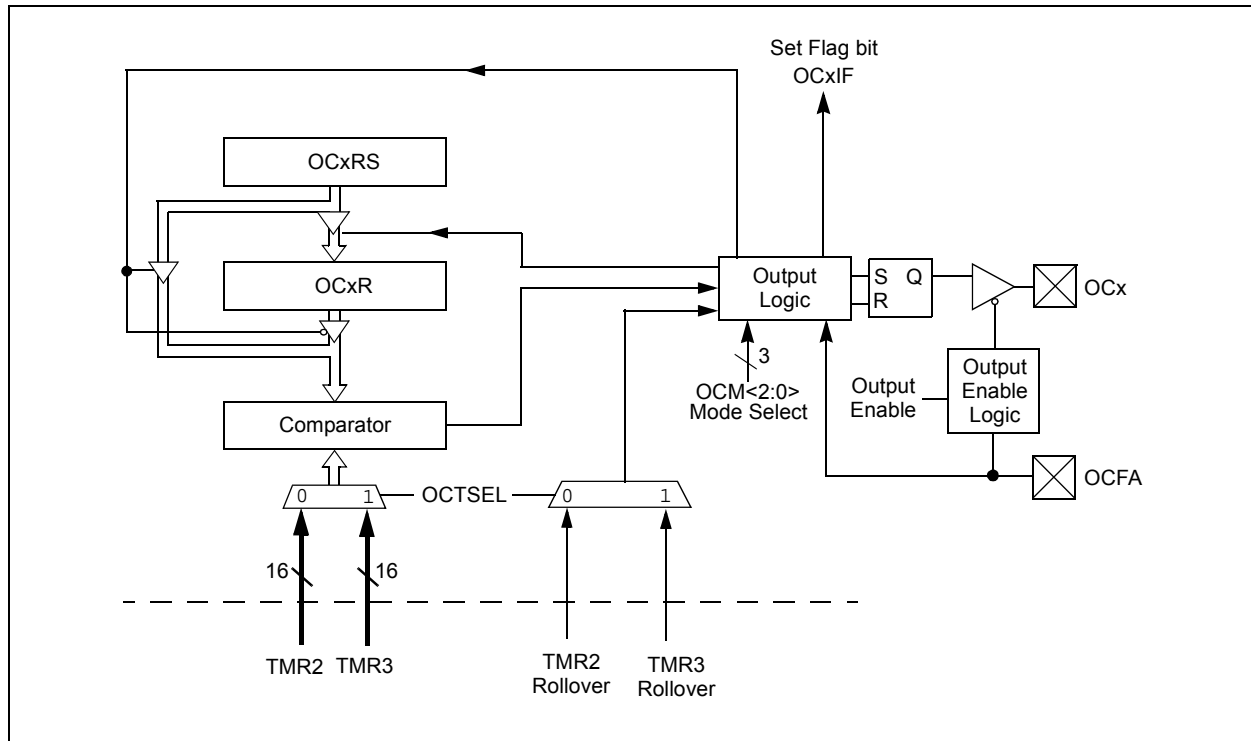 Set Flag bit
OCxIF
OCxRS
OCxR
Comparator
Output
Logic
S Q
R
OCx
3
OCM<2:0>
Mode Select
Output
Enable
Output
Enable
Logic
OCFA
0 1
OCTSEL
0 1
16
16
TMR2
TMR3
TMR2
Rollover
TMR3
Rollover